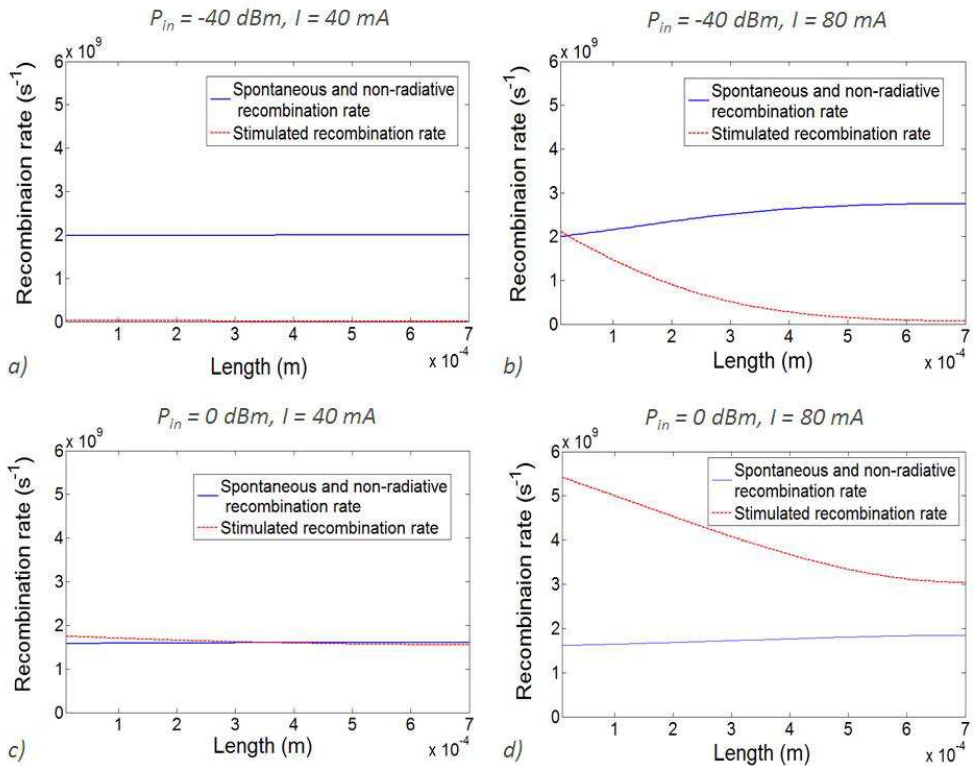 P_in = -40 dBm, I = 40 mA
x 10^9
6
5
4
3
2
1
0
Recombination rate (s^-1)
Spontaneous and non-radiative
recombination rate
Stimulated recombination rate
1 2 3 4 5 6 7
x 10^-4
Length (m)
a)
P_in = -40 dBm, I = 80 mA
x 10^9
6
5
4
3
2
1
0
Recombinaion rate (s^-1)
Spontaneous and non-radiative
recombination rate
Stimulated recombination rate
1 2 3 4 5 6 7
x 10^-4
Length (m)
b)
P_in = 0 dBm, I = 40 mA
x 10^9
6
5
4
3
2
1
0
Recombination rate (s^-1)
Spontaneous and non-radiative
recombination rate
Stimulated recombination rate
1 2 3 4 5 6 7
x 10^-4
Length (m)
c)
P_in = 0 dBm, I = 80 mA
x 10^9
6
5
4
3
2
1
0
Recombinaion rate (s^-1)
Spontaneous and non-radiative
recombination rate
Stimulated recombination rate
1 2 3 4 5 6 7
x 10^-4
Length (m)
d)